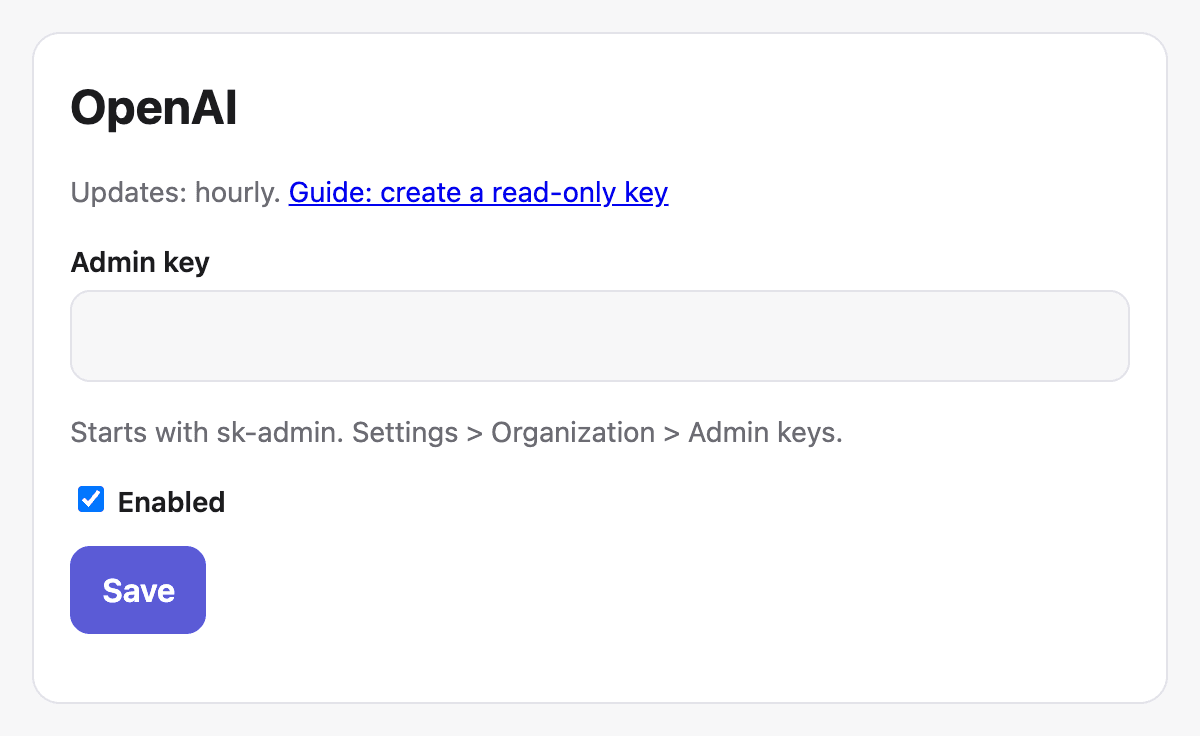 OpenAI
Updates: hourly. Guide: create a read-only key
Admin key
Starts with sk-admin. Settings > Organization > Admin keys.
Enabled
Save